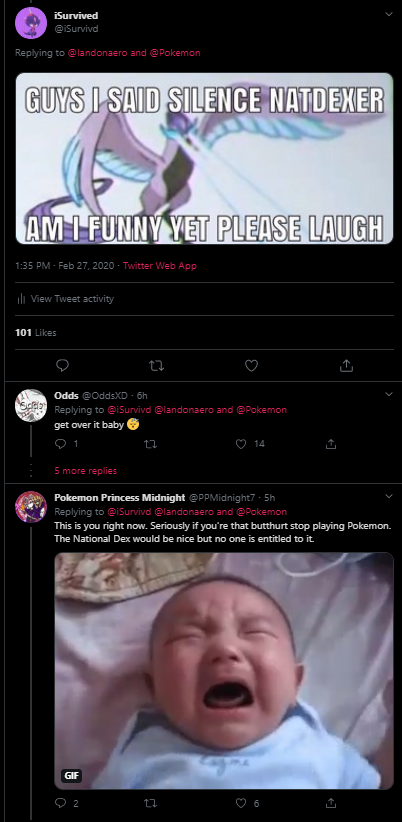 iSurvived
@iSurvivd
Replying to @landonaero and @Pokemon
GUYS I SAID SILENCE NATDEXER
AM I FUNNY YET PLEASE LAUGH
1:35 PM · Feb 27, 2020 · Twitter Web App
View Tweet activity
101 Likes
Odds @OddsXD · 6h
Replying to @iSurvivd @landonaero and @Pokemon
get over it baby 😴
1 14
5 more replies
Pokemon Princess Midnight @PPMidnight7 · 5h
Replying to @iSurvivd @landonaero and @Pokemon
This is you right now. Seriously if you're that butthurt stop playing Pokemon.
The National Dex would be nice but no one is entitled to it.
GIF
2 6